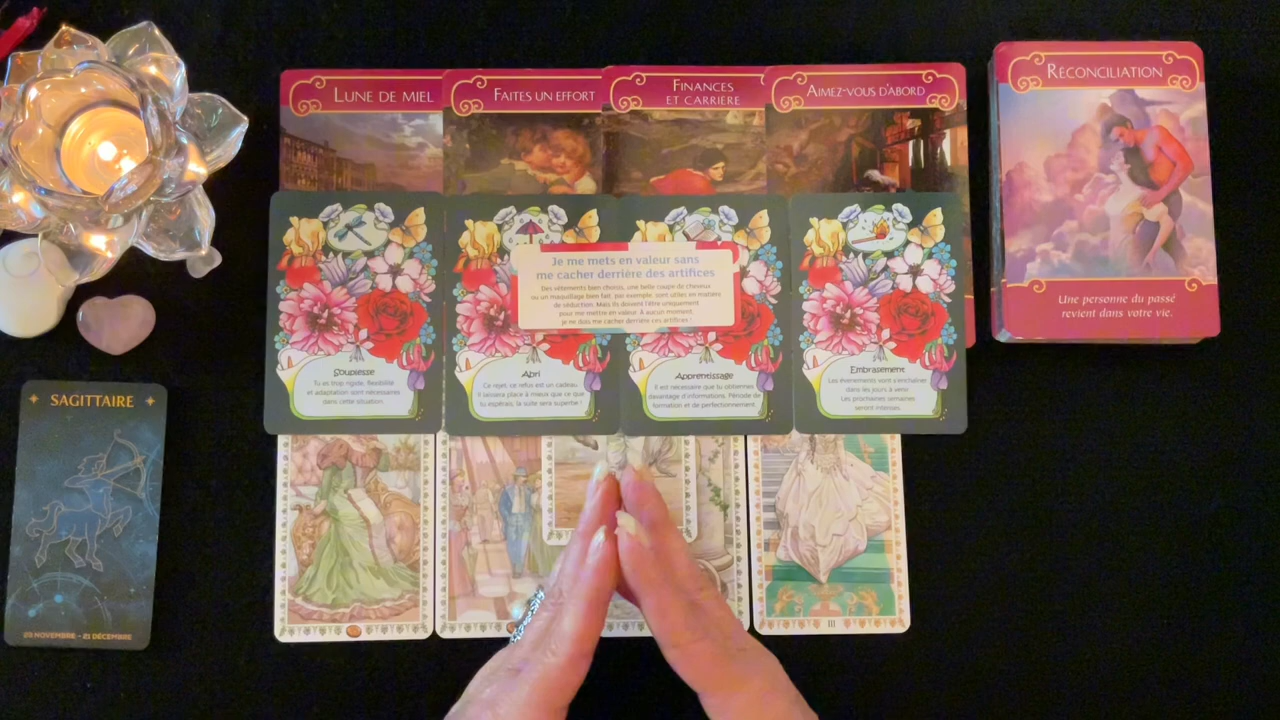 LUNE DE MIEL
FAITES UN EFFORT
FINANCES
ET CARRIÈRE
AIMEZ-VOUS D'ABORD
RÉCONCILIATION
Une personne du passé
revient dans votre vie.
Je me mets en valeur sans
me cacher derrière des artifices
Des vêtements bien choisis, une belle coupe de cheveux
ou un maquillage bien fait, par exemple, sont utiles en matière
de séduction. Mais ils doivent l'être uniquement
pour me mettre en valeur. À aucun moment,
je ne dois me cacher derrière ces artifices !
Souplesse
Tu es trop rigide, flexibilité
et adaptation sont nécessaires
dans cette situation.
Abri
Ce rejet, ce refus est un cadeau.
Il laissera place à mieux que ce que
tu espérais, la suite sera superbe !
Apprentissage
Il est nécessaire que tu obtiennes
davantage d'informations. Période de
formation et de perfectionnement.
Embrasement
Les évènements vont s'enchaîner
dans les jours à venir.
Les prochaines semaines
seront intenses.
SAGITTAIRE
23 NOVEMBRE - 21 DÉCEMBRE
III